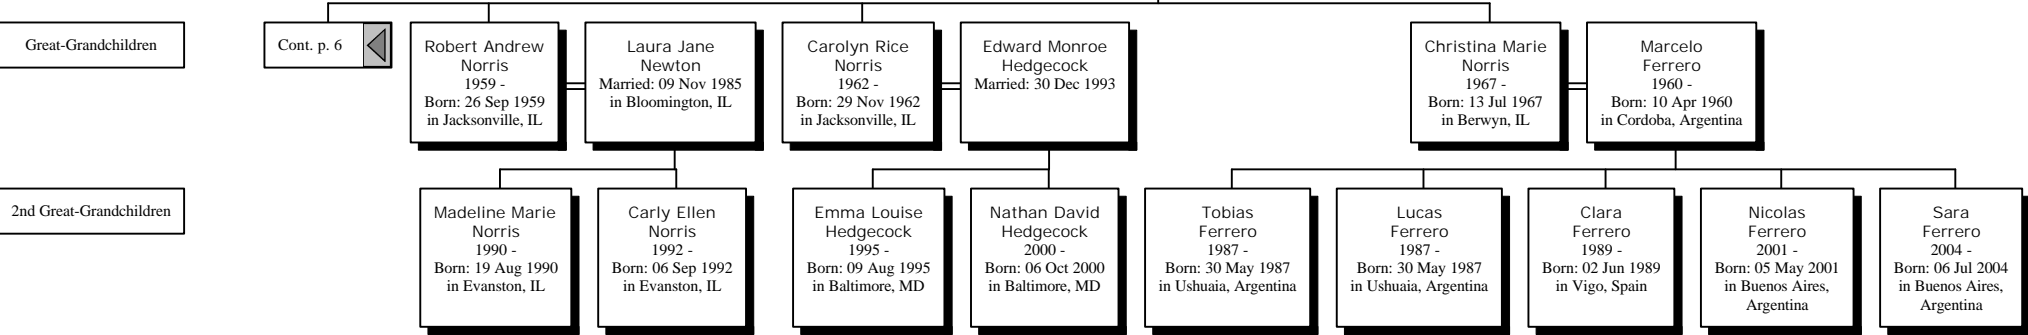 Great-Grandchildren
Cont. p. 6
Robert Andrew
Norris
1959 -
Born: 26 Sep 1959
in Jacksonville, IL
Laura Jane
Newton
Married: 09 Nov 1985
in Bloomington, IL
Carolyn Rice
Norris
1962 -
Born: 29 Nov 1962
in Jacksonville, IL
Edward Monroe
Hedgecock
Married: 30 Dec 1993
Christina Marie
Norris
1967 -
Born: 13 Jul 1967
in Berwyn, IL
Marcelo
Ferrero
1960 -
Born: 10 Apr 1960
in Cordoba, Argentina
2nd Great-Grandchildren
Madeline Marie
Norris
1990 -
Born: 19 Aug 1990
in Evanston, IL
Carly Ellen
Norris
1992 -
Born: 06 Sep 1992
in Evanston, IL
Emma Louise
Hedgecock
1995 -
Born: 09 Aug 1995
in Baltimore, MD
Nathan David
Hedgecock
2000 -
Born: 06 Oct 2000
in Baltimore, MD
Tobias
Ferrero
1987 -
Born: 30 May 1987
in Ushuaia, Argentina
Lucas
Ferrero
1987 -
Born: 30 May 1987
in Ushuaia, Argentina
Clara
Ferrero
1989 -
Born: 02 Jun 1989
in Vigo, Spain
Nicolas
Ferrero
2001 -
Born: 05 May 2001
in Buenos Aires,
Argentina
Sara
Ferrero
2004 -
Born: 06 Jul 2004
in Buenos Aires,
Argentina